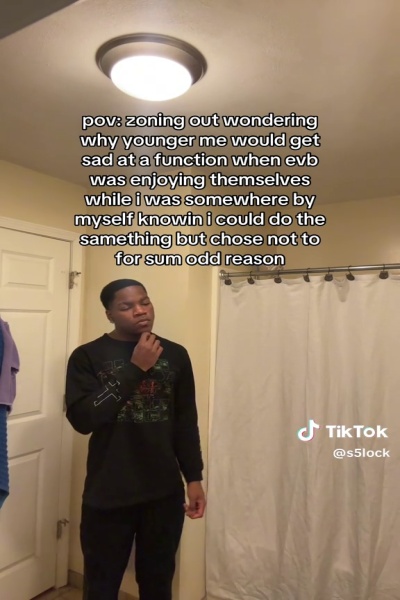 pov: zoning out wondering
why younger me would get
sad at a function when evb
was enjoying themselves
while i was somewhere by
myself knowin i could do the
samething but chose not to
for sum odd reason
TikTok
@s5lock